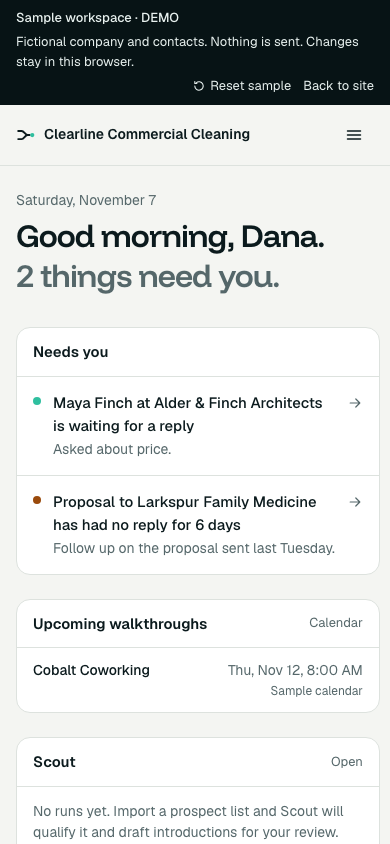 Sample workspace · DEMO
Fictional company and contacts. Nothing is sent. Changes
stay in this browser.
Reset sample Back to site
Clearline Commercial Cleaning
Saturday, November 7
Good morning, Dana.
2 things need you.
Needs you
Maya Finch at Alder & Finch Architects
is waiting for a reply
Asked about price.
Proposal to Larkspur Family Medicine
has had no reply for 6 days
Follow up on the proposal sent last Tuesday.
Upcoming walkthroughs Calendar
Cobalt Coworking Thu, Nov 12, 8:00 AM
Sample calendar
Scout Open
No runs yet. Import a prospect list and Scout will
qualify it and draft introductions for your review.